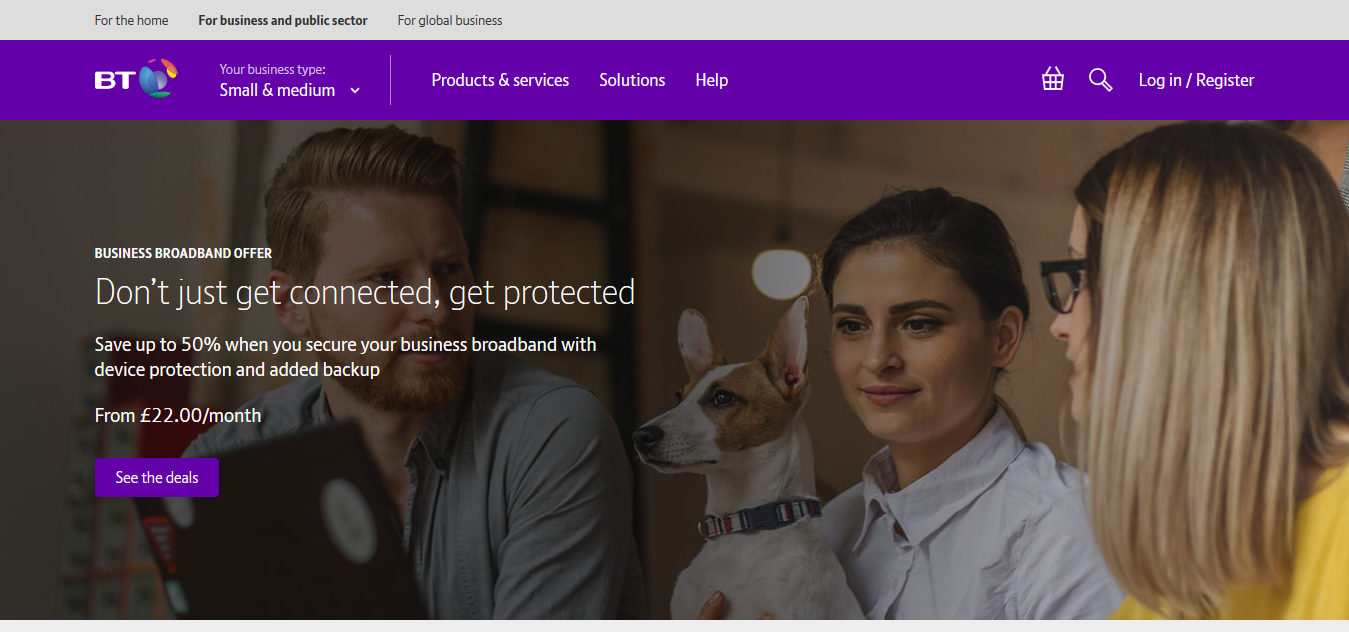 For the home
For business and public sector
For global business
BT
Your business type:
Small & medium
Products & services
Solutions
Help
Log in / Register
BUSINESS BROADBAND OFFER
Don’t just get connected, get protected
Save up to 50% when you secure your business broadband with
device protection and added backup
From £22.00/month
See the deals